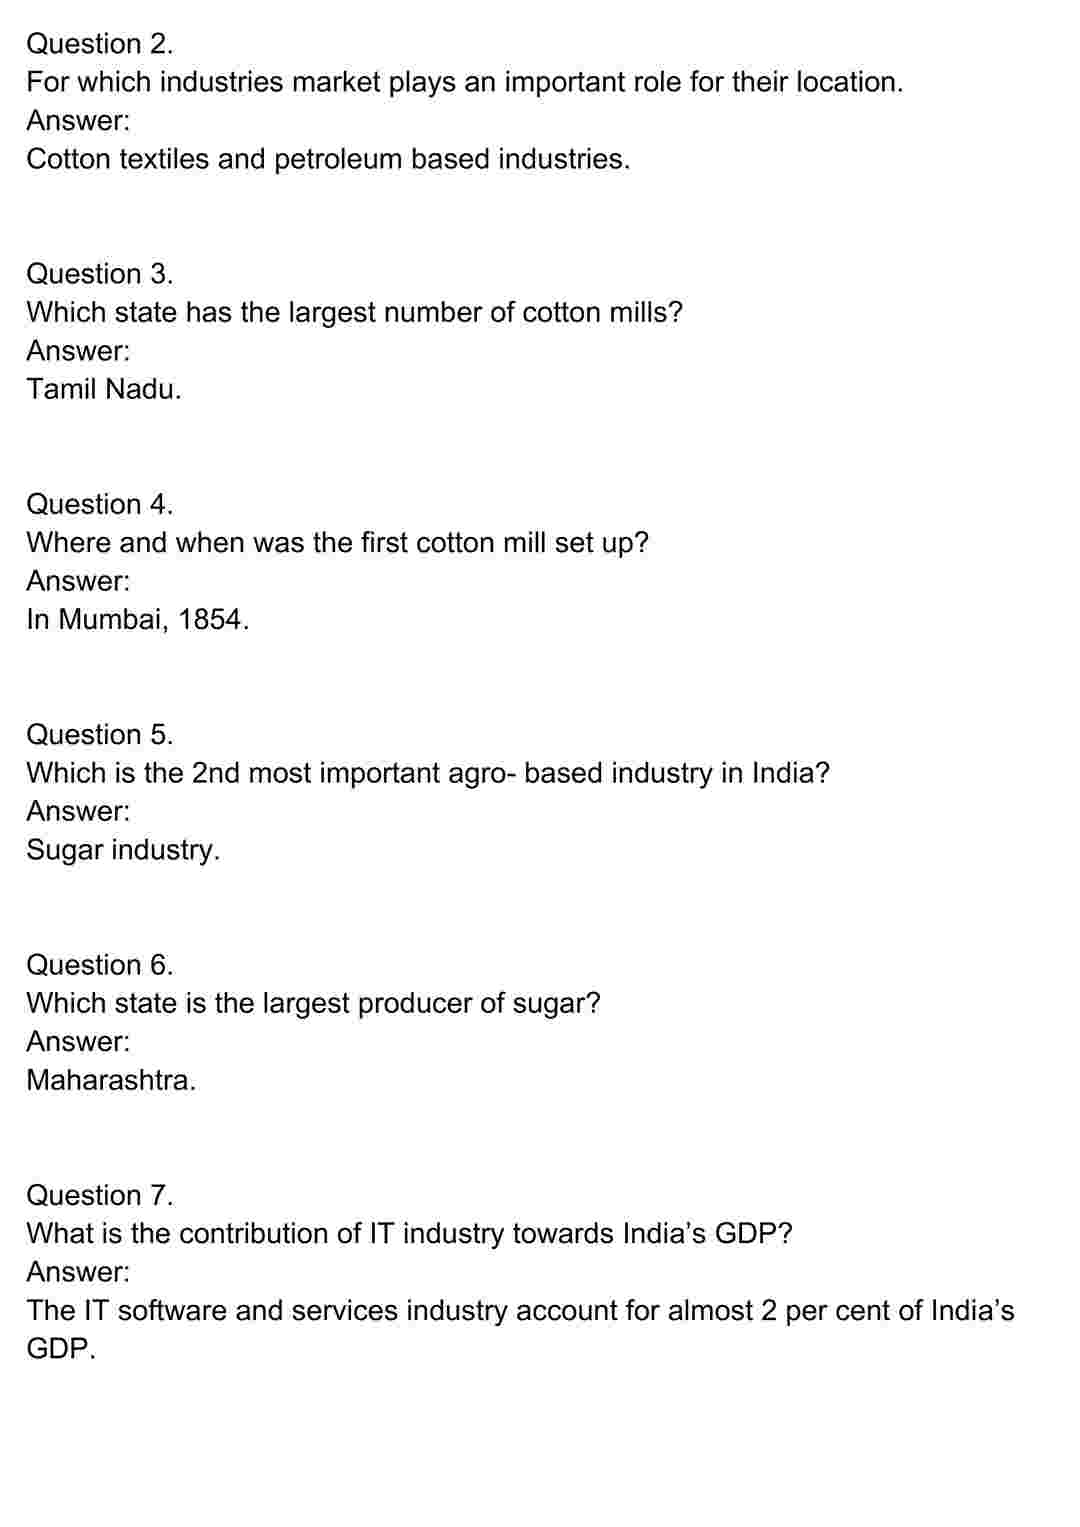 Question 2.
For which industries market plays an important role for their location.
Answer:
Cotton textiles and petroleum based industries.
Question 3.
Which state has the largest number of cotton mills?
Answer:
Tamil Nadu.
Question 4.
Where and when was the first cotton mill set up?
Answer:
In Mumbai, 1854.
Question 5.
Which is the 2nd most important agro- based industry in India?
Answer:
Sugar industry.
Question 6.
Which state is the largest producer of sugar?
Answer:
Maharashtra.
Question 7.
What is the contribution of IT industry towards India’s GDP?
Answer:
The IT software and services industry account for almost 2 per cent of India’s
GDP.